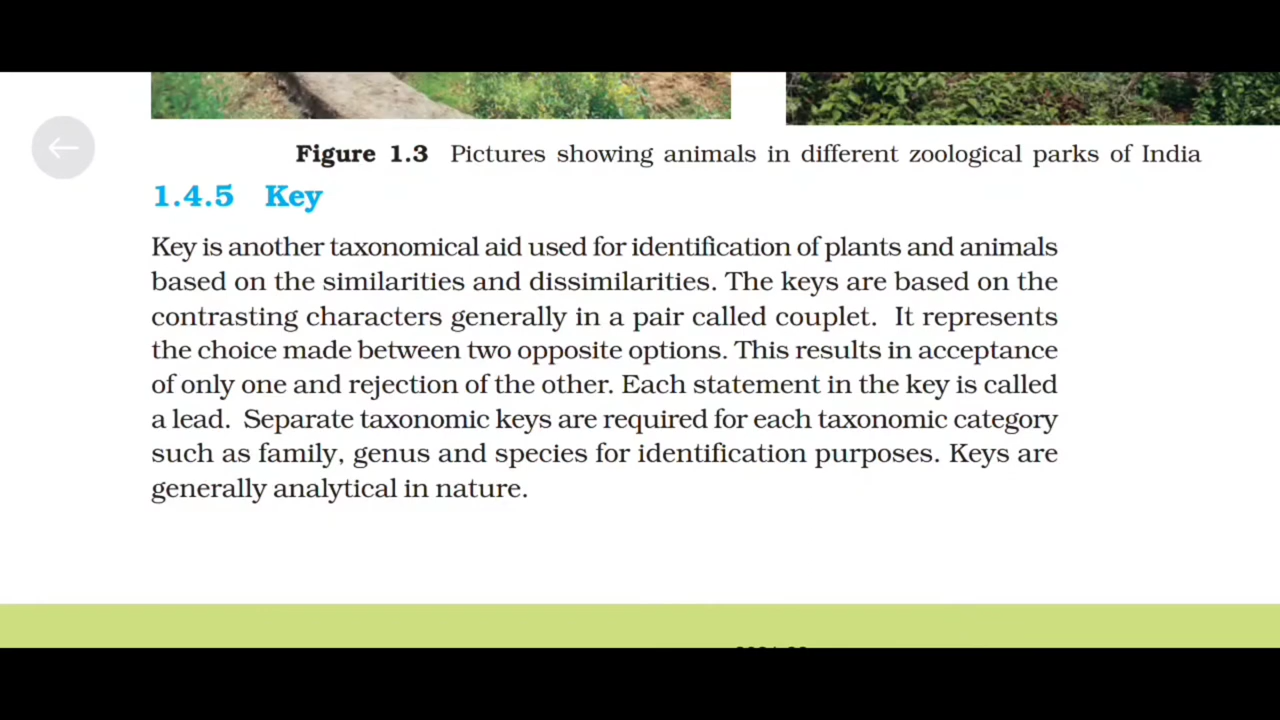 Figure 1.3 Pictures showing animals in different zoological parks of India
1.4.5 Key
Key is another taxonomical aid used for identification of plants and animals
based on the similarities and dissimilarities. The keys are based on the
contrasting characters generally in a pair called couplet. It represents
the choice made between two opposite options. This results in acceptance
of only one and rejection of the other. Each statement in the key is called
a lead. Separate taxonomic keys are required for each taxonomic category
such as family, genus and species for identification purposes. Keys are
generally analytical in nature.